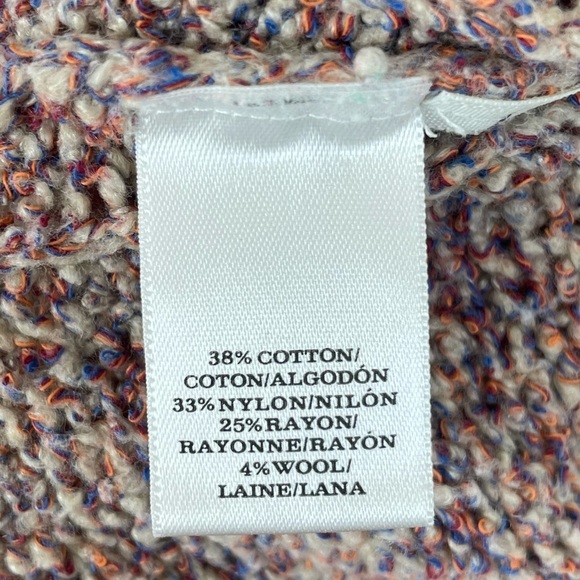 38% COTTON/
COTON/ALGODÓN
33% NYLON/NILÓN
25% RAYON/
RAYONNE/RAYÓN
4% WOOL/
LAINE/LANA